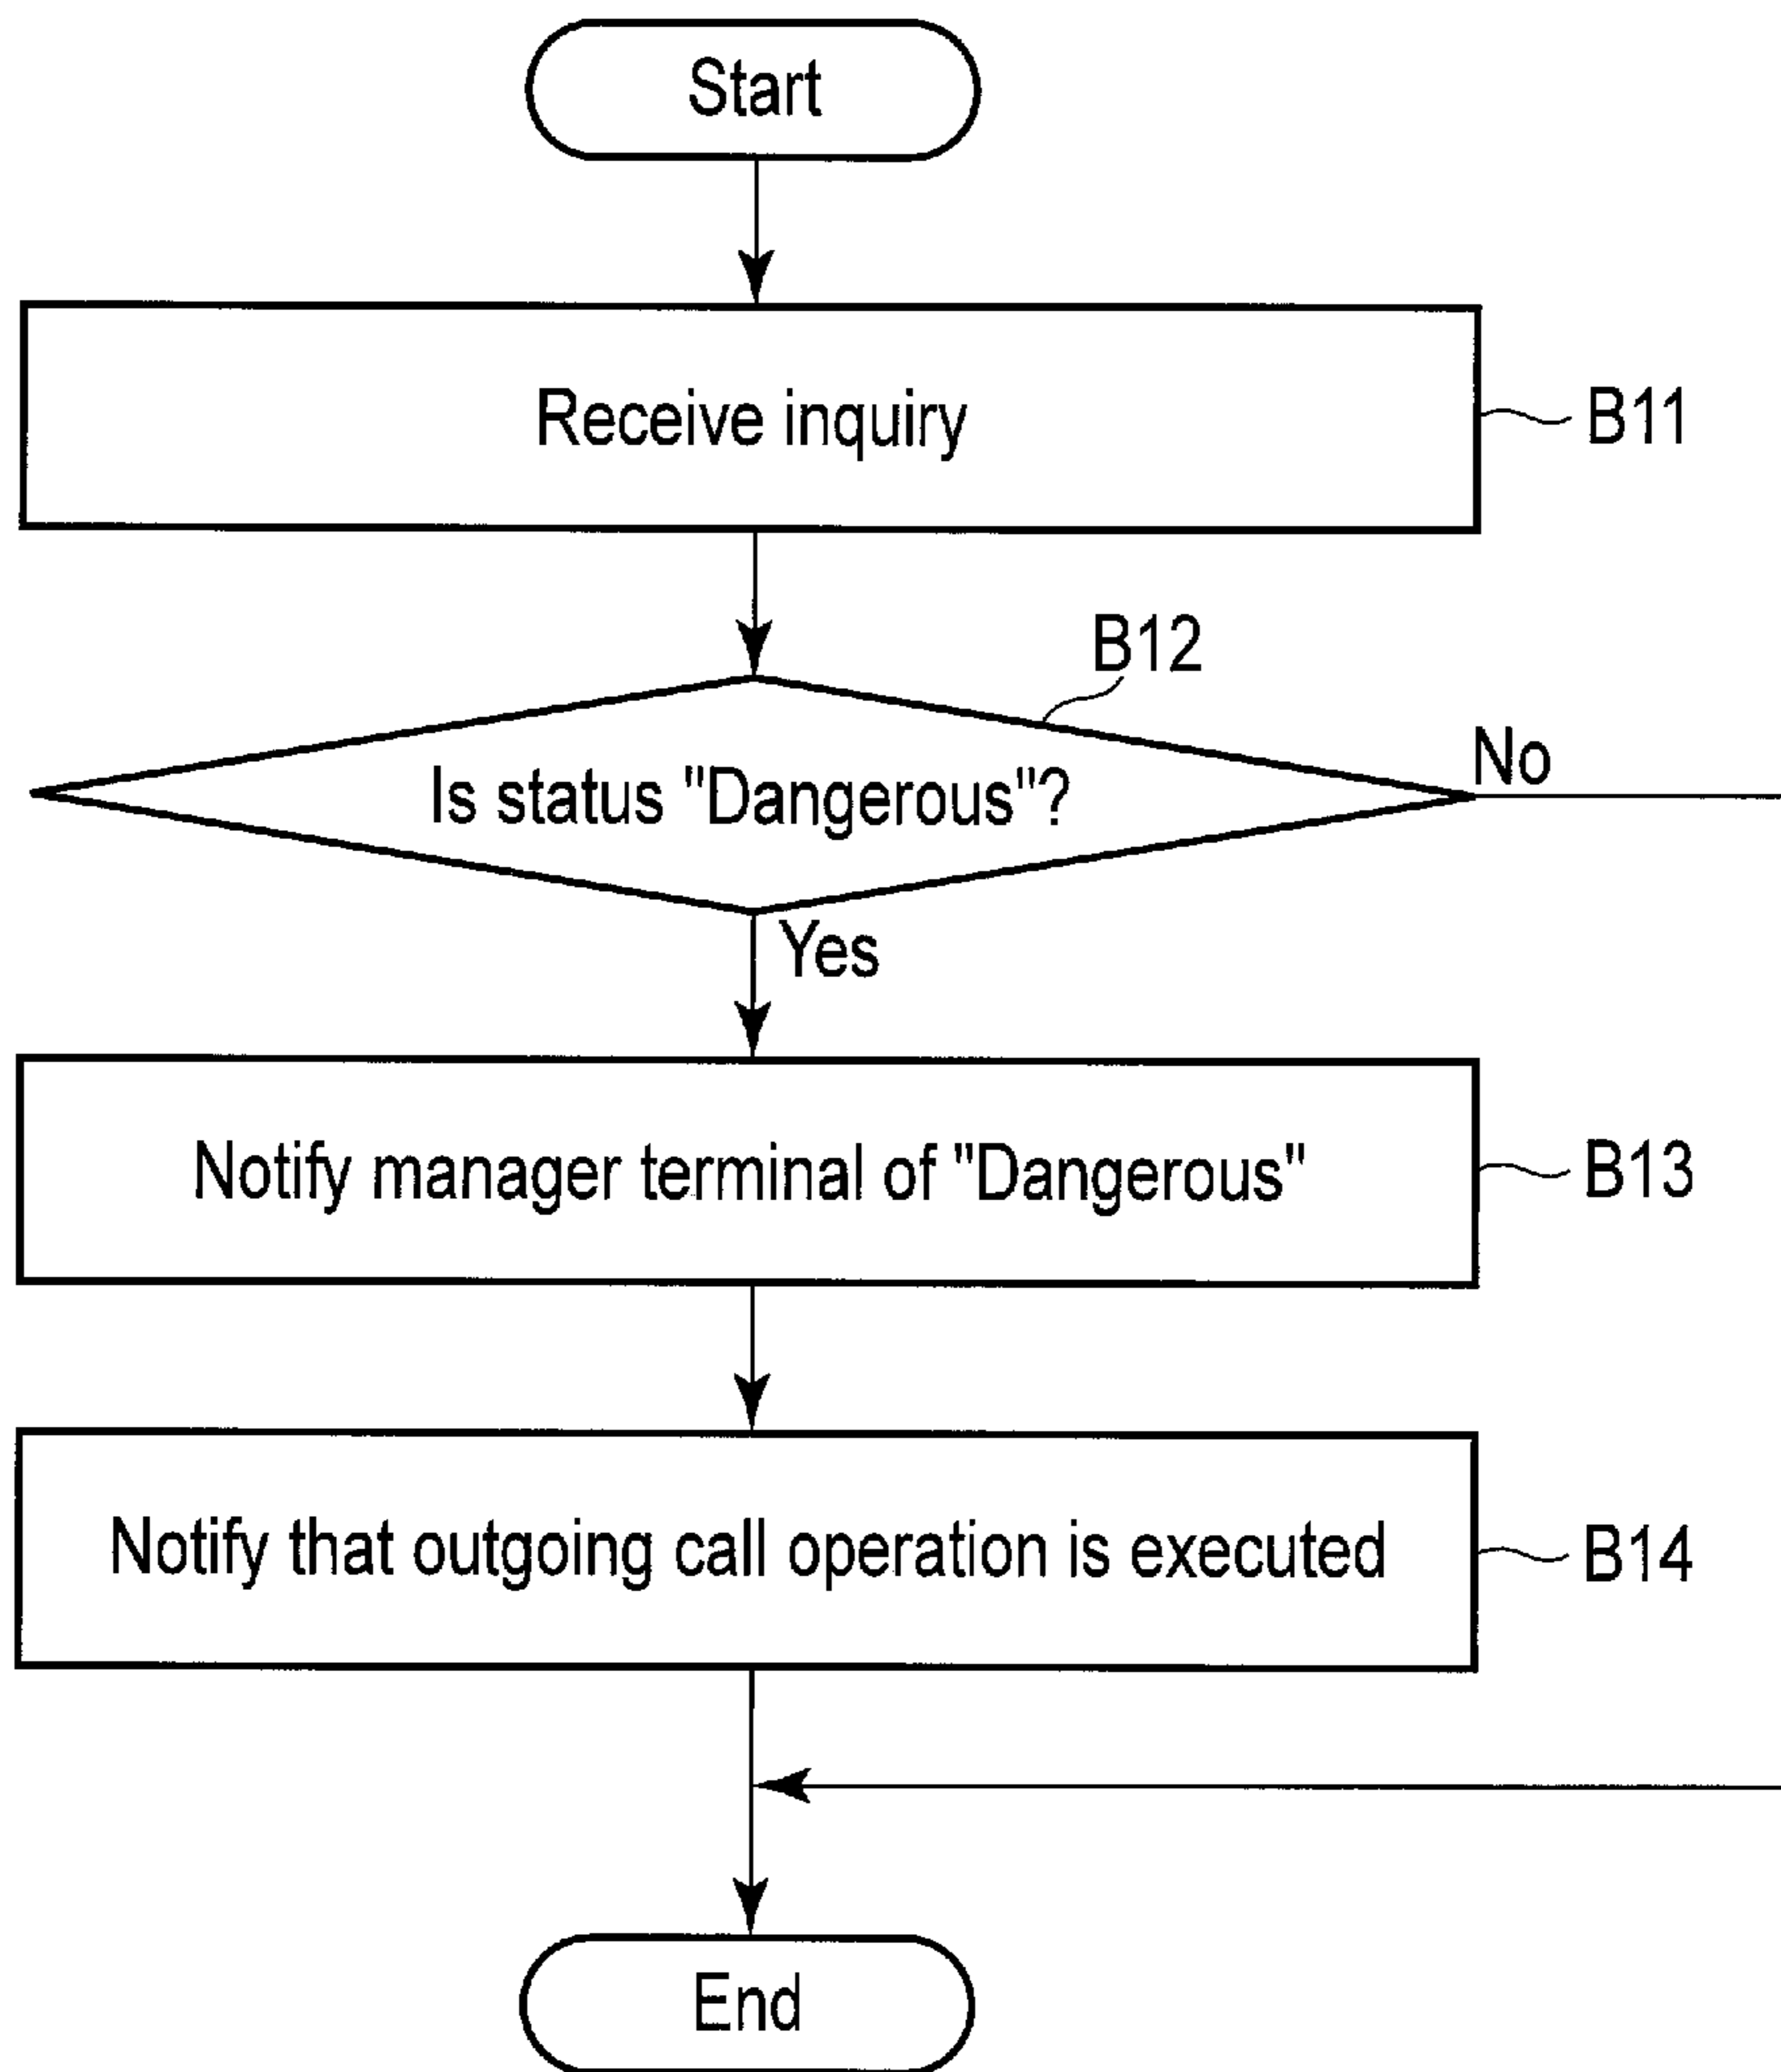 Start
Receive inquiry
B11
B12
Is status "Dangerous"?
No
Yes
Notify manager terminal of "Dangerous"
B13
Notify that outgoing call operation is executed
B14
End